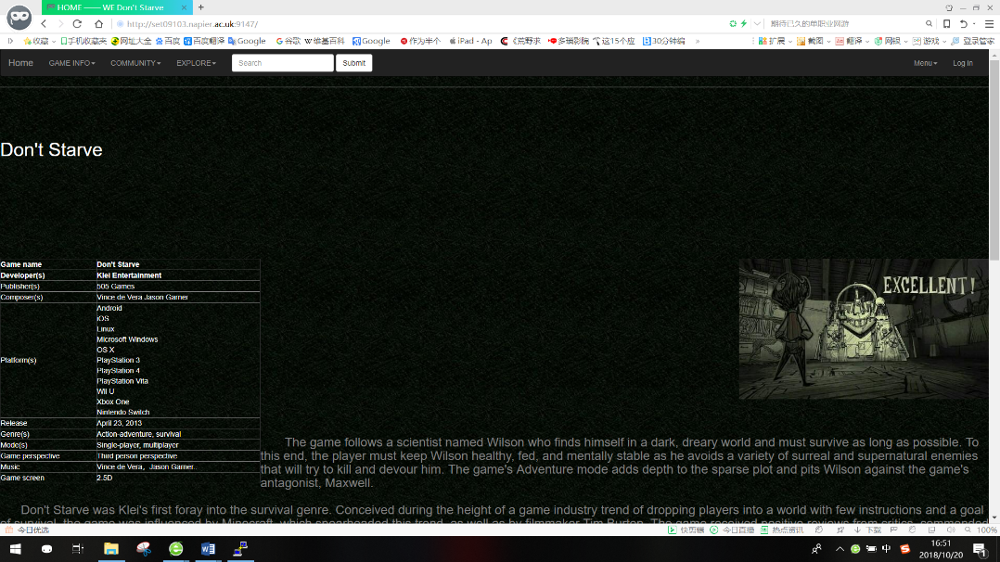 HOME —— WE Don't Starve
http://set09103.napier.ac.uk:9147/
期待已久的单职业网游
收藏 手机收藏夹 网址大全 百度 百度翻译 Google 谷歌 维基百科 Google 作为半个 iPad - Ap 《荒野求 多瑙影院 这15个应 30分钟编 » 扩展 截图 翻译 网银 游戏 登录管家
Home GAME INFO COMMUNITY EXPLORE Search Submit Menu Log In
Don't Starve
Game name Don't Starve
Developer(s) Klei Entertainment
Publisher(s) 505 Games
Composer(s) Vince de Vera Jason Garner
Android
iOS
Linux
Microsoft Windows
OS X
Platform(s) PlayStation 3
PlayStation 4
PlayStation Vita
Wii U
Xbox One
Nintendo Switch
Release April 23, 2013
Genre(s) Action-adventure, survival
Mode(s) Single-player, multiplayer
Game perspective Third person perspective
Music Vince de Vera，Jason Garner..
Game screen 2.5D
EXCELLENT!
The game follows a scientist named Wilson who finds himself in a dark, dreary world and must survive as long as possible. To
this end, the player must keep Wilson healthy, fed, and mentally stable as he avoids a variety of surreal and supernatural enemies
that will try to kill and devour him. The game's Adventure mode adds depth to the sparse plot and pits Wilson against the game's
antagonist, Maxwell.
Don't Starve was Klei's first foray into the survival genre. Conceived during the height of a game industry trend of dropping players into a world with few instructions and a goal
of survival, the game was influenced by Minecraft, which spearheaded this trend, as well as by filmmaker Tim Burton. The game received positive reviews from critics, commended
今日优选 快剪辑 今日直播 热点资讯 下载 100%
中 16:51
2018/10/20
1